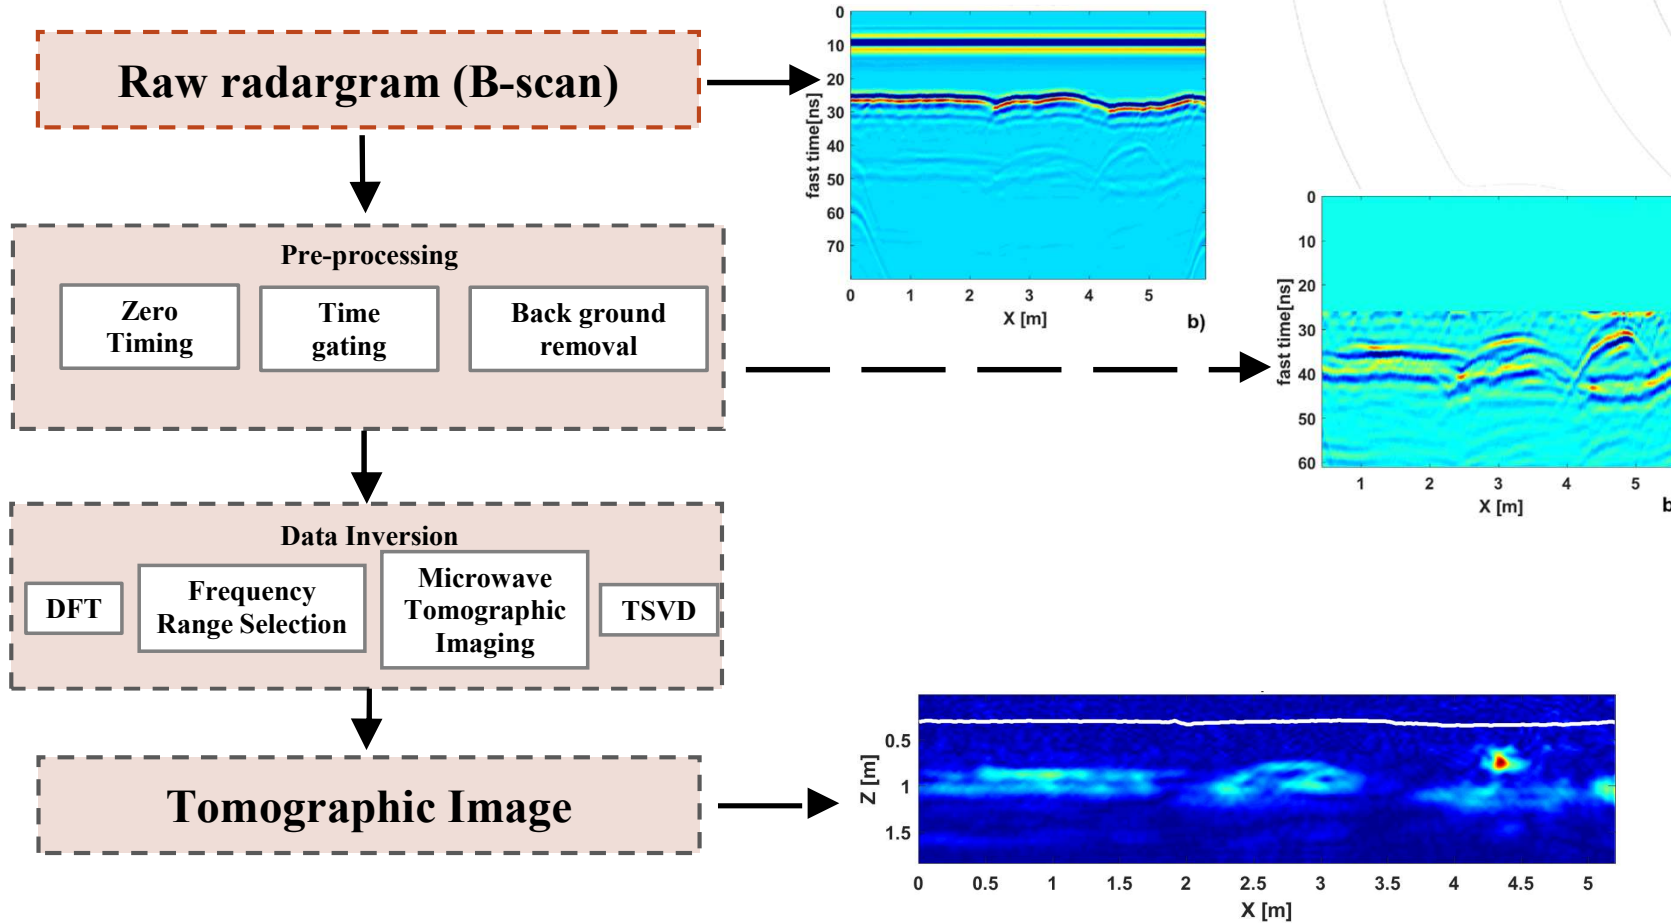 Raw radargram (B-scan)
Pre-processing
Zero
Timing
Time
gating
Back ground
removal
Data Inversion
DFT
Frequency
Range Selection
Microwave
Tomographic
Imaging
TSVD
Tomographic Image
0
10
20
30
40
50
60
70
fast time[ns]
0 1 2 3 4 5
X [m]
b)
0
10
20
30
40
50
60
fast time[ns]
1 2 3 4 5
X [m]
b
0.5
1
1.5
Z [m]
0 0.5 1 1.5 2 2.5 3 3.5 4 4.5 5
X [m]